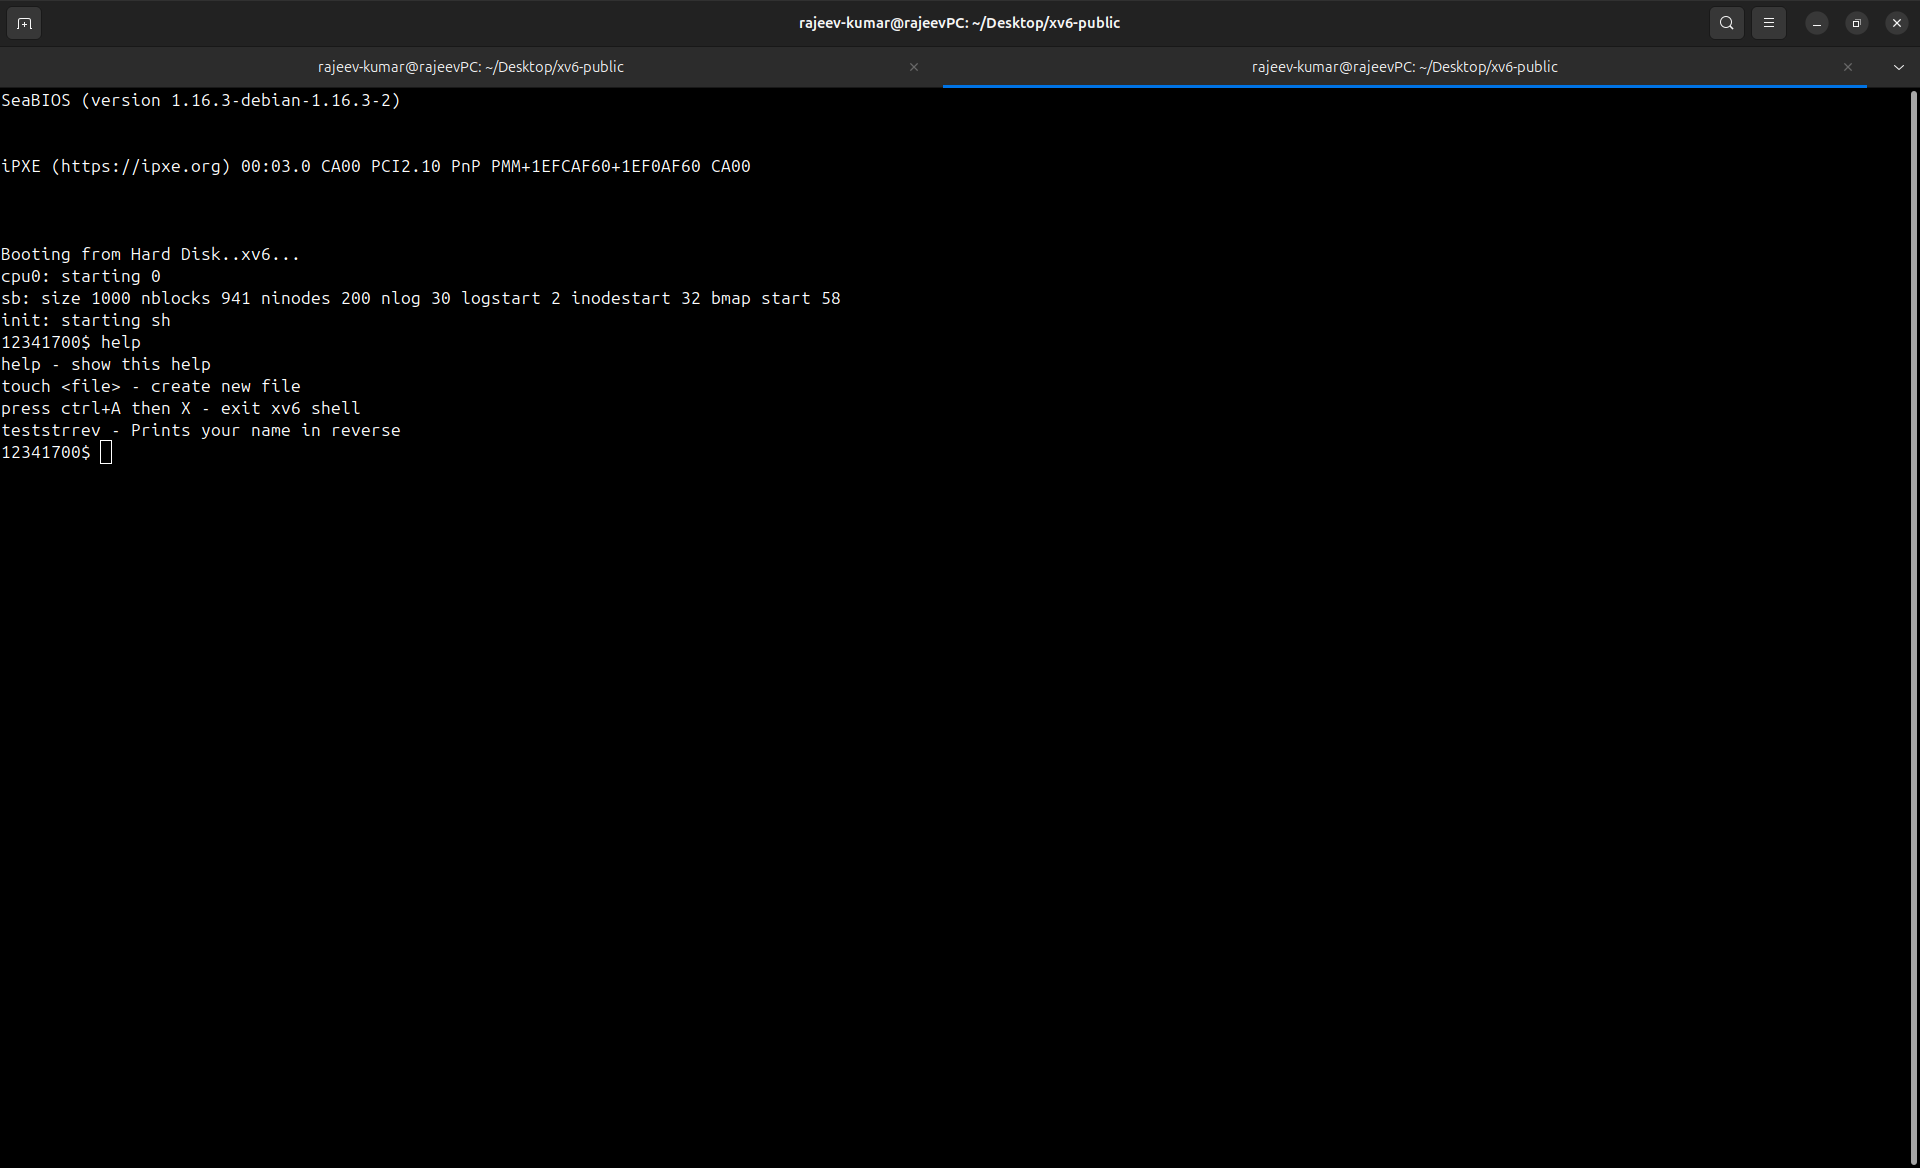 rajeev-kumar@rajeevPC: ~/Desktop/xv6-public
rajeev-kumar@rajeevPC: ~/Desktop/xv6-public
rajeev-kumar@rajeevPC: ~/Desktop/xv6-public
SeaBIOS (version 1.16.3-debian-1.16.3-2)
iPXE (https://ipxe.org) 00:03.0 CA00 PCI2.10 PnP PMM+1EFCAF60+1EF0AF60 CA00
Booting from Hard Disk..xv6...
cpu0: starting 0
sb: size 1000 nblocks 941 ninodes 200 nlog 30 logstart 2 inodestart 32 bmap start 58
init: starting sh
12341700$ help
help - show this help
touch <file> - create new file
press ctrl+A then X - exit xv6 shell
teststrrev - Prints your name in reverse
12341700$